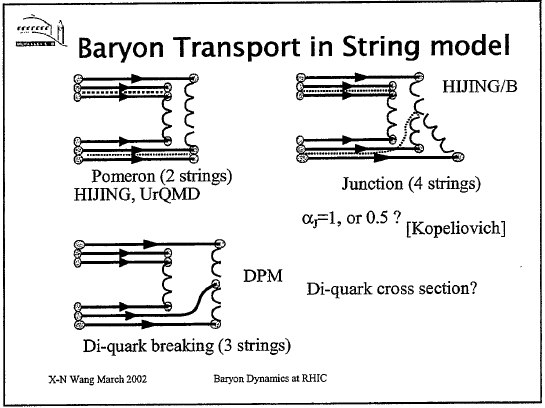 Baryon Transport in String model
HIJING/B
Pomeron (2 strings)
HIJING, UrQMD
Junction (4 strings)
αJ=1, or 0.5 ?
[Kopeliovich]
DPM
Di-quark cross section?
Di-quark breaking (3 strings)
X-N Wang March 2002
Baryon Dynamics at RHIC